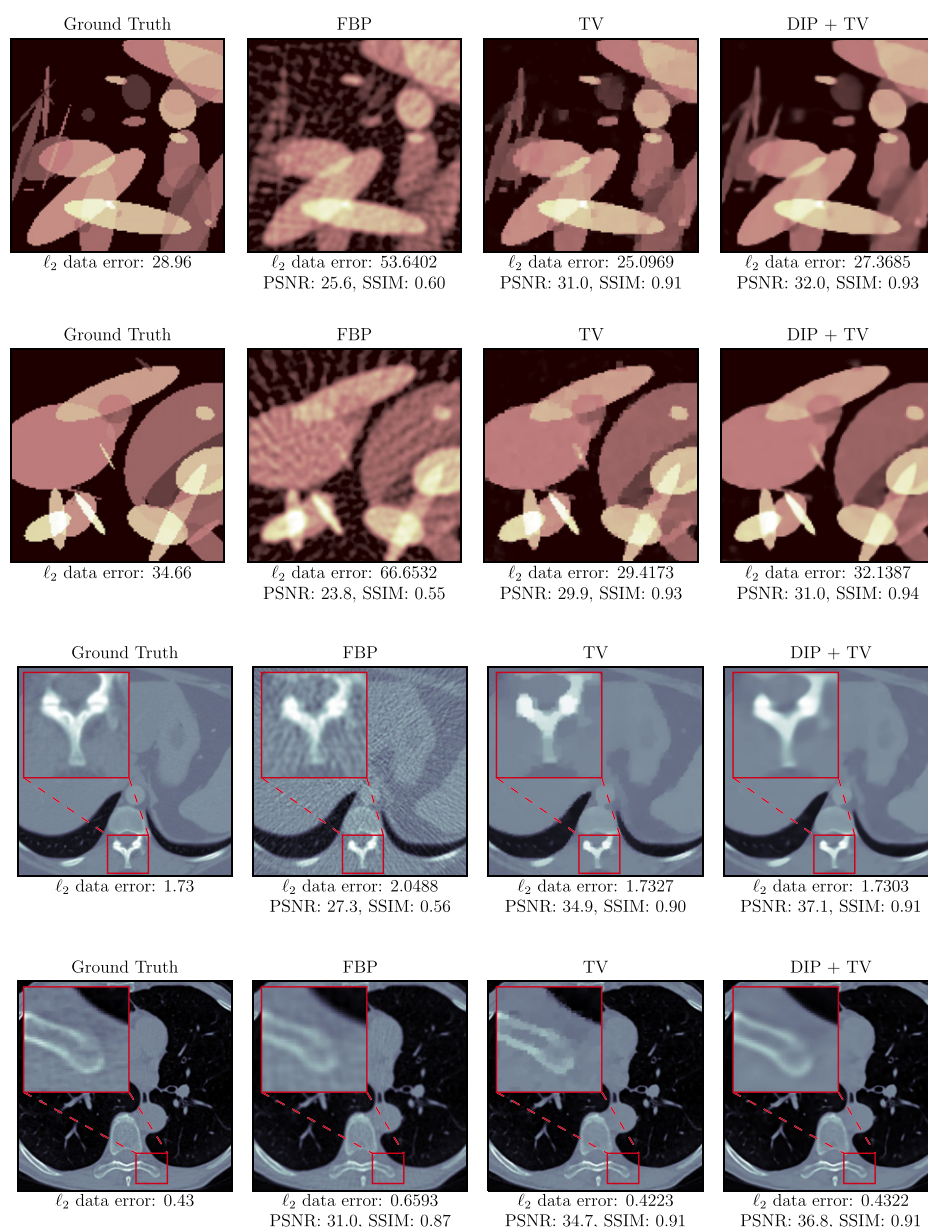 Ground Truth FBP TV DIP + TV
ℓ₂ data error: 28.96 ℓ₂ data error: 53.6402 ℓ₂ data error: 25.0969 ℓ₂ data error: 27.3685
PSNR: 25.6, SSIM: 0.60 PSNR: 31.0, SSIM: 0.91 PSNR: 32.0, SSIM: 0.93
Ground Truth FBP TV DIP + TV
ℓ₂ data error: 34.66 ℓ₂ data error: 66.6532 ℓ₂ data error: 29.4173 ℓ₂ data error: 32.1387
PSNR: 23.8, SSIM: 0.55 PSNR: 29.9, SSIM: 0.93 PSNR: 31.0, SSIM: 0.94
Ground Truth FBP TV DIP + TV
ℓ₂ data error: 1.73 ℓ₂ data error: 2.0488 ℓ₂ data error: 1.7327 ℓ₂ data error: 1.7303
PSNR: 27.3, SSIM: 0.56 PSNR: 34.9, SSIM: 0.90 PSNR: 37.1, SSIM: 0.91
Ground Truth FBP TV DIP + TV
ℓ₂ data error: 0.43 ℓ₂ data error: 0.6593 ℓ₂ data error: 0.4223 ℓ₂ data error: 0.4322
PSNR: 31.0, SSIM: 0.87 PSNR: 34.7, SSIM: 0.91 PSNR: 36.8, SSIM: 0.91